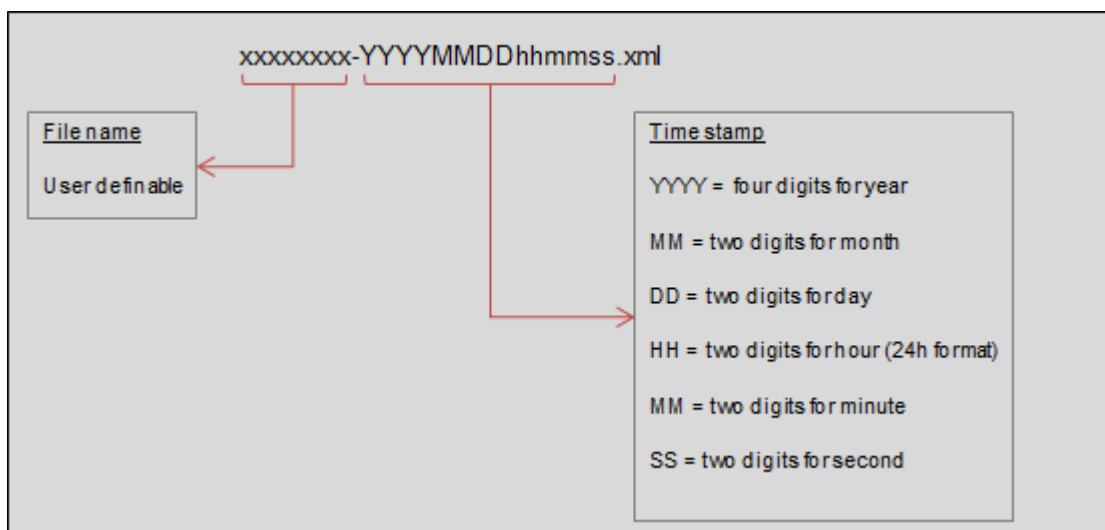 xxxxxxxx-YYYYMMDDhhmmss.xml
File name
User definable
Time stamp
YYYY = four digits for year
MM = two digits for month
DD = two digits for day
HH = two digits for hour (24h format)
MM = two digits for minute
SS = two digits for second